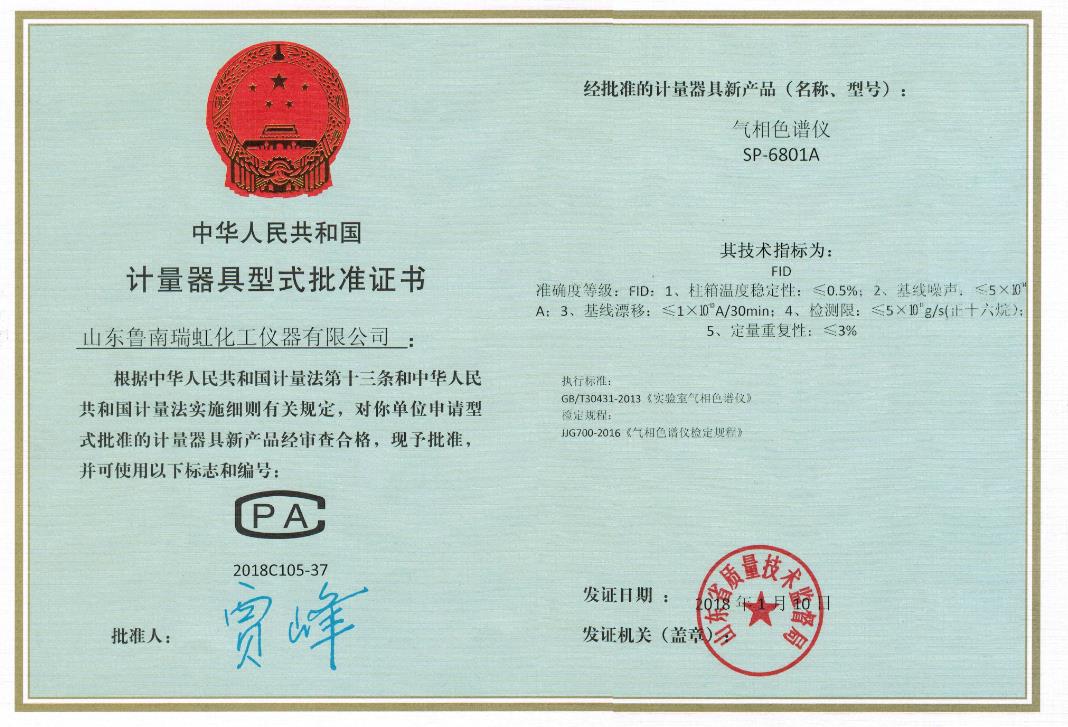 中华人民共和国
计量器具型式批准证书
山东鲁南瑞虹化工仪器有限公司：
根据中华人民共和国计量法第十三条和中华人民
共和国计量法实施细则有关规定，对你单位申请型
式批准的计量器具新产品经审查合格，现予批准，
并可使用以下标志和编号：
CPA
2018C105-37
批准人：
贾峰
经批准的计量器具新产品（名称、型号）：
气相色谱仪
SP-6801A
其技术指标为：
FID
准确度等级：FID：1、柱箱温度稳定性：≤0.5%；2、基线噪声，≤5×10
A；3、基线漂移：≤1×10 A/30min；4、检测限：≤5×10 g/s(正十六烷)；
5、定量重复性：≤3%
执行标准：
GB/T30431-2013《实验室气相色谱仪》
检定规程：
JJG700-2016《气相色谱仪检定规程》
发证日期 ： 2018 年 1 月 10 日
发证机关（盖章）：
山东省质量技术监督局